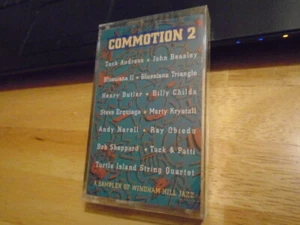 COMMOTION 2
Tuck Andress • John Beasley
Bluesiana II • Bluesiana Triangle
Henry Butler • Billy Childs
Steve Erquiaga • Marty Krystall
Andy Narell • Ray Obiedo
Bob Sheppard • Tuck & Patti
Turtle Island String Quartet
A SAMPLER OF WINDHAM HILL JAZZ